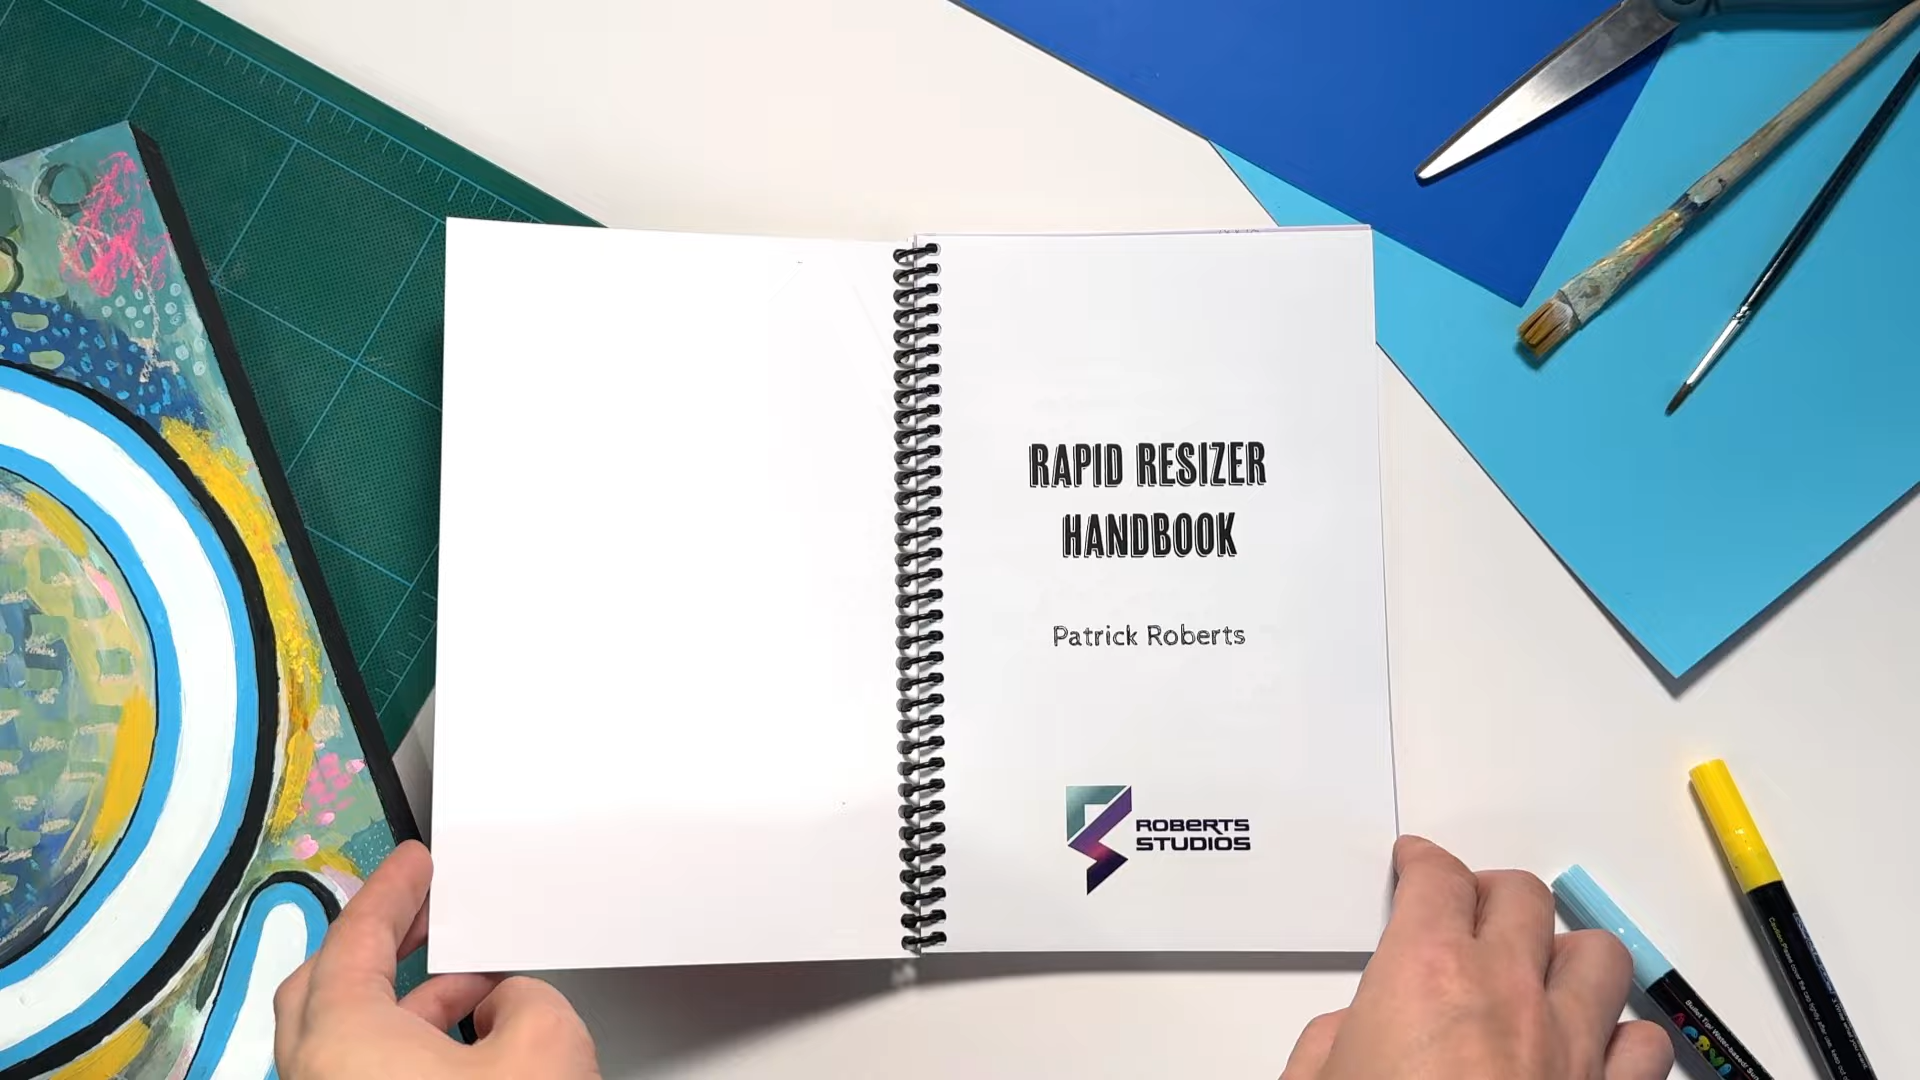 RAPID RESIZER
HANDBOOK
Patrick Roberts
ROBERTS
STUDIOS